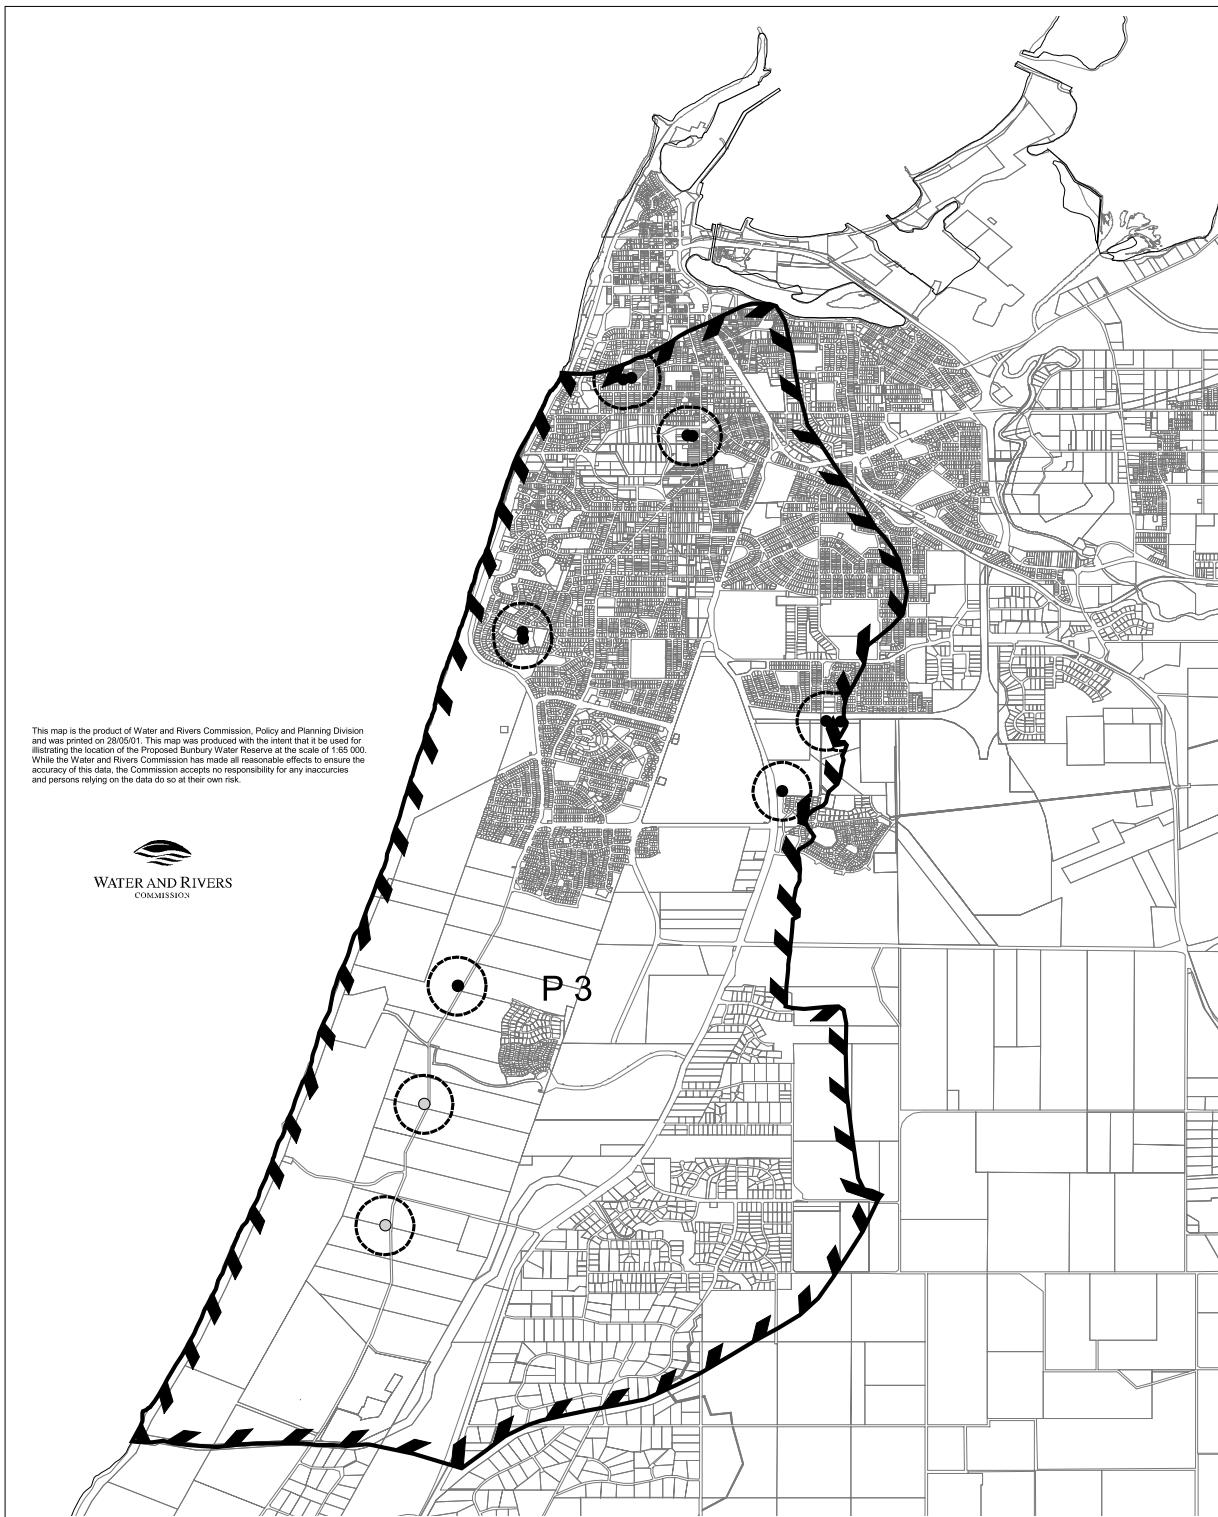 This map is the product of Water and Rivers Commission, Policy and Planning Division
and was printed on 28/05/01. This map was produced with the intent that it be used for
illistrating the location of the Proposed Bunbury Water Reserve at the scale of 1:65 000.
While the Water and Rivers Commission has made all reasonable effects to ensure the
accuracy of this data, the Commission accepts no responsibility for any inaccurcies
and persons relying on the data do so at their own risk.
WATER AND RIVERS
COMMISSION
P 3